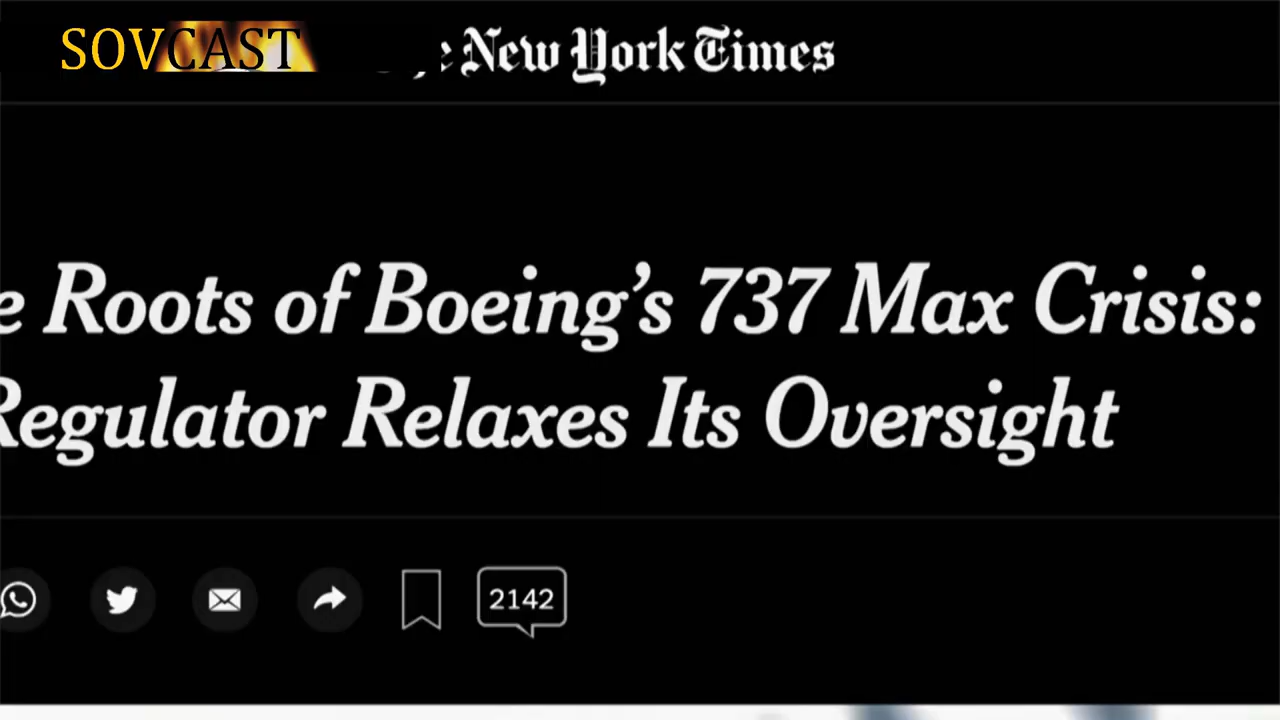 SOVCAST
e New York Times
e Roots of Boeing's 737 Max Crisis:
Regulator Relaxes Its Oversight
2142